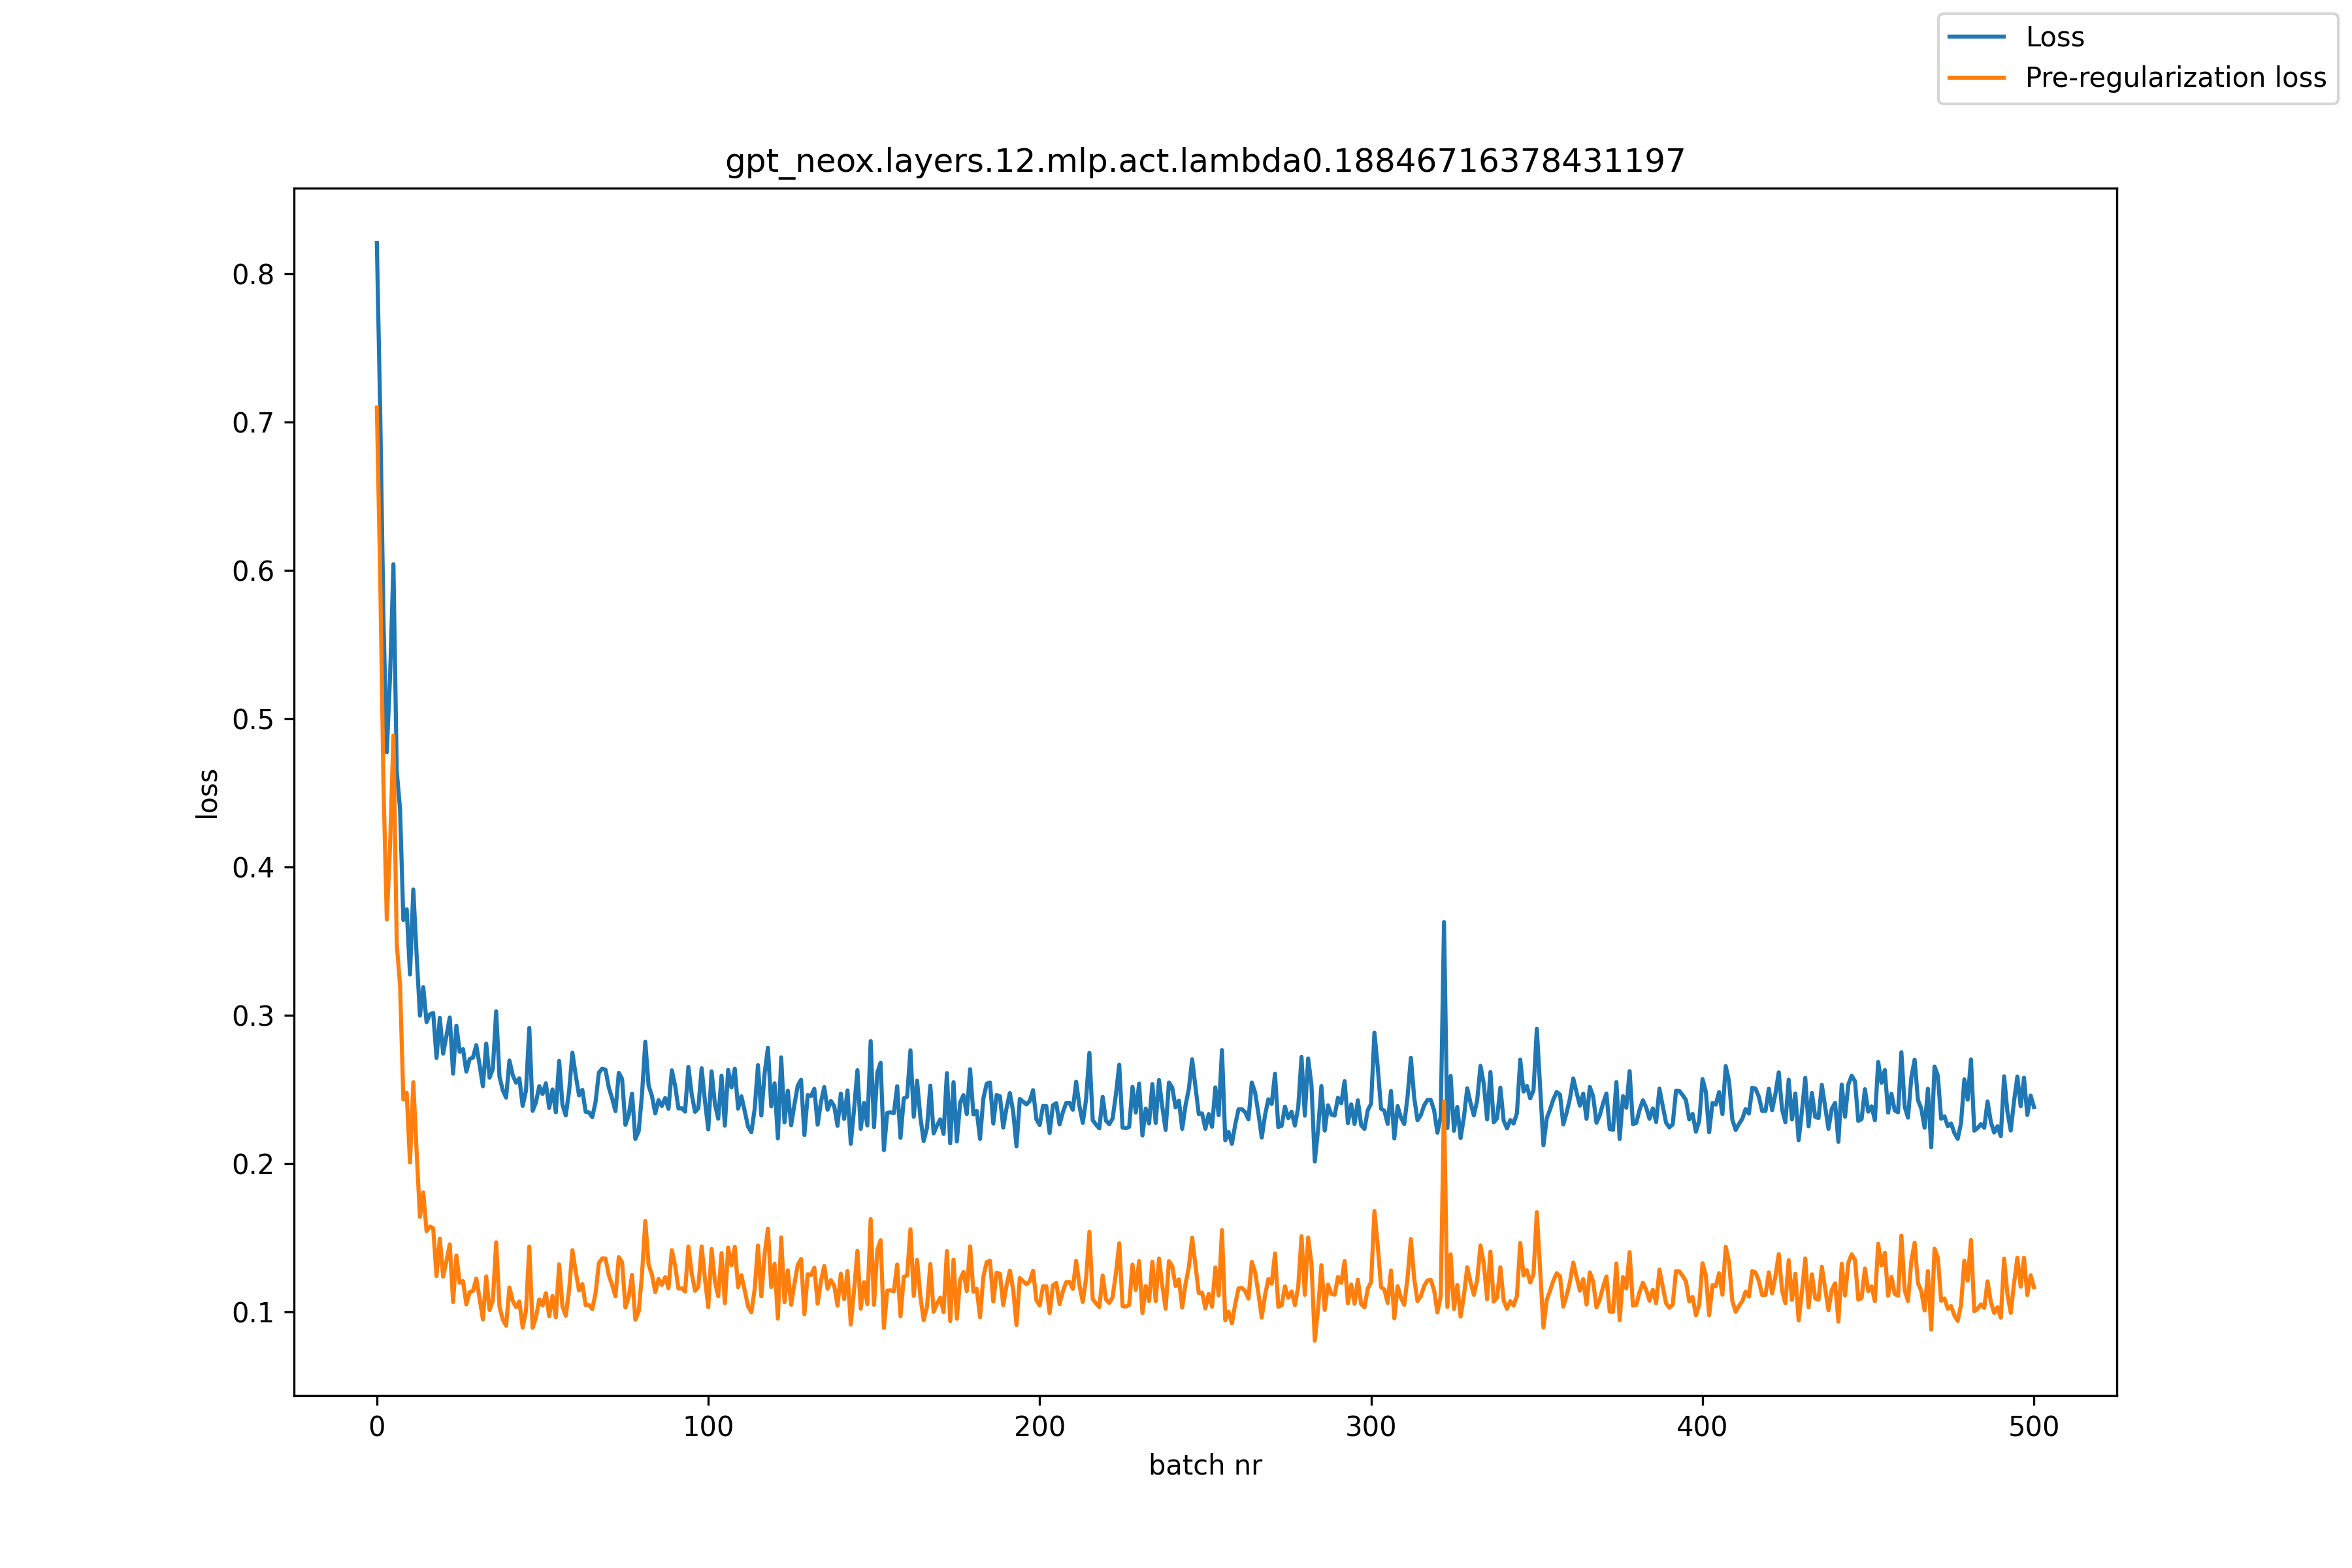 Loss
Pre-regularization loss
gpt_neox.layers.12.mlp.act.lambda0.18846716378431197
0.8
0.7
0.6
0.5
0.4
0.3
0.2
0.1
loss
0 100 200 300 400 500
batch nr